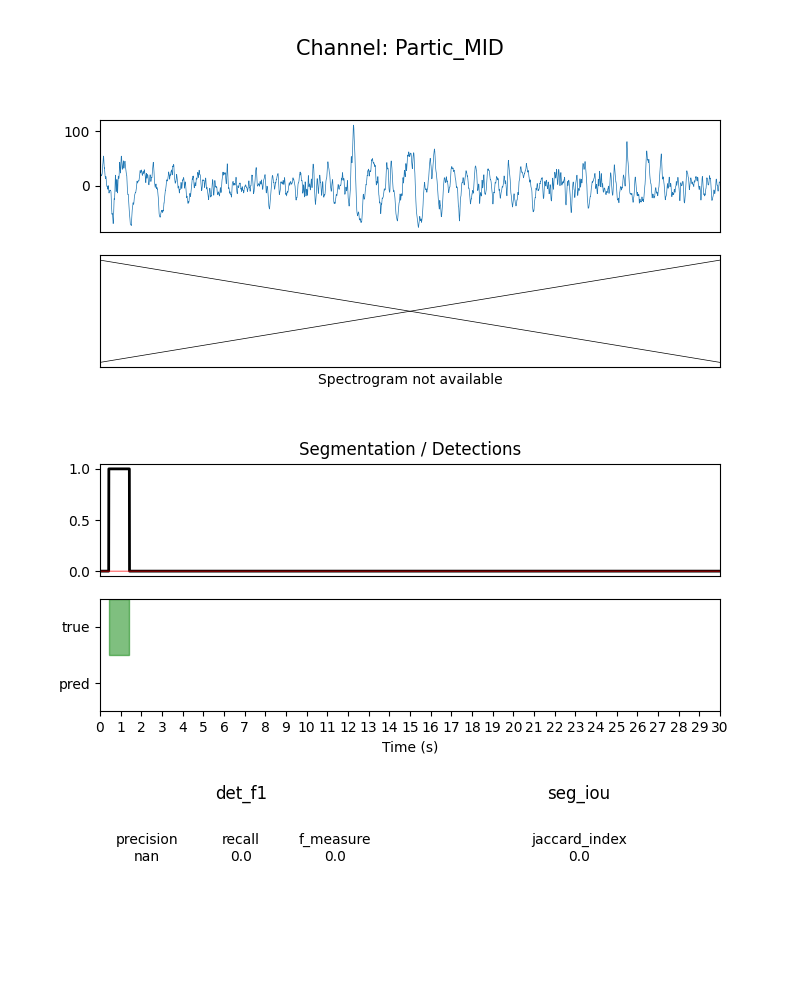 Channel: Partic_MID
100
0
Spectrogram not available
Segmentation / Detections
1.0
0.5
0.0
true
pred
0 1 2 3 4 5 6 7 8 9 10 11 12 13 14 15 16 17 18 19 20 21 22 23 24 25 26 27 28 29 30
Time (s)
det_f1 seg_iou
precision recall f_measure jaccard_index
nan 0.0 0.0 0.0